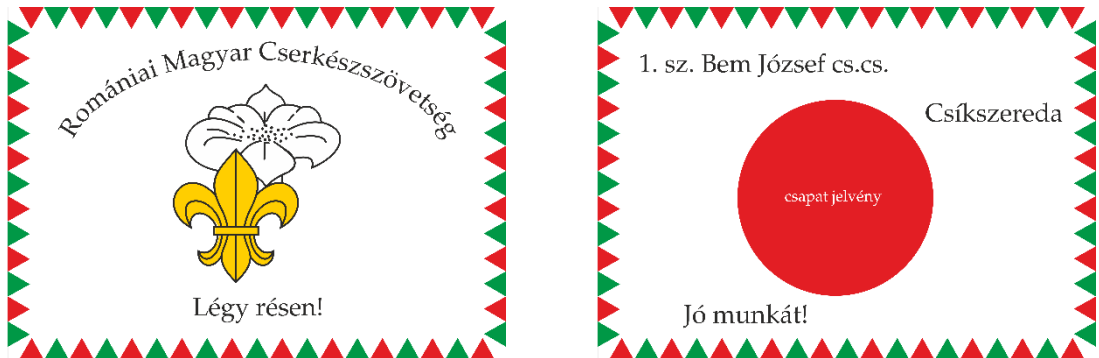 Romániai Magyar Cserkészszövetség
Légy résen!
1. sz. Bem József cs.cs.
Csíkszereda
csapat jelvény
Jó munkát!